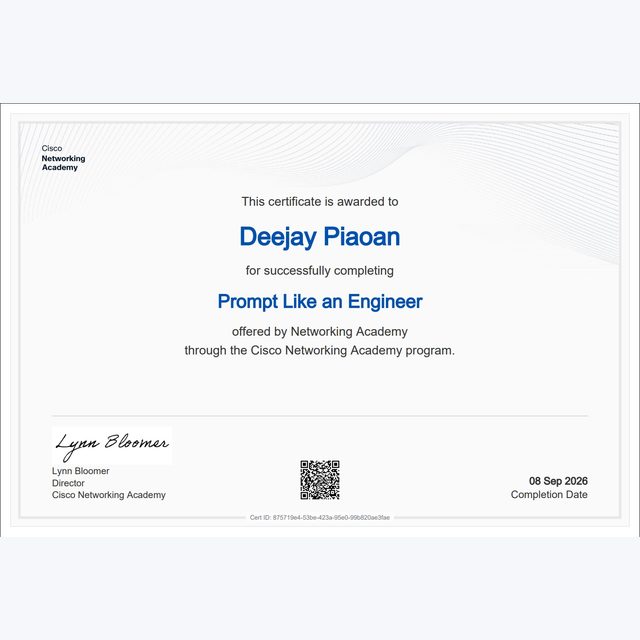 Cisco
Networking
Academy
This certificate is awarded to
Deejay Piaoan
for successfully completing
Prompt Like an Engineer
offered by Networking Academy
through the Cisco Networking Academy program.
Lynn Bloomer
Lynn Bloomer
Director
Cisco Networking Academy
08 Sep 2026
Completion Date
Cert ID: 875719e4-53be-423a-95e0-99b820ae3fae